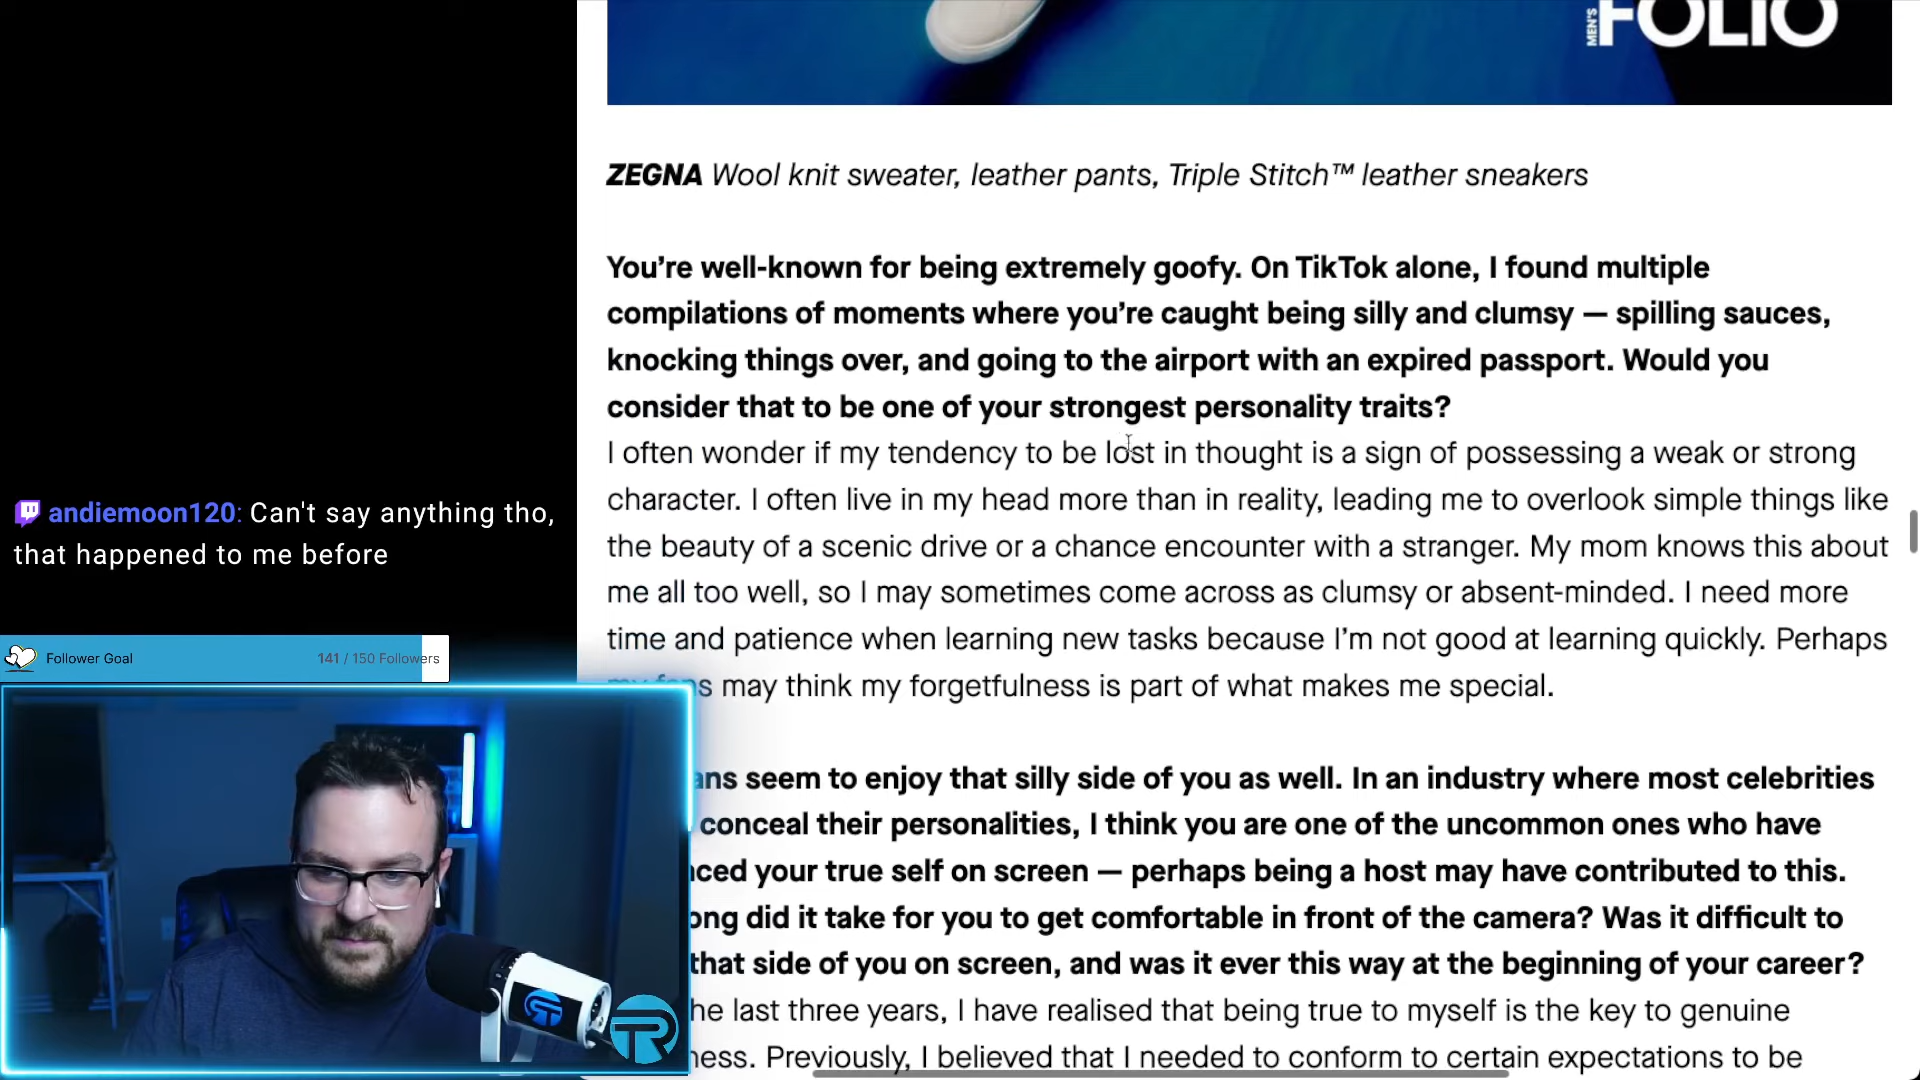 MEN'S FOLIO
ZEGNA Wool knit sweater, leather pants, Triple Stitch™ leather sneakers
You’re well-known for being extremely goofy. On TikTok alone, I found multiple
compilations of moments where you’re caught being silly and clumsy — spilling sauces,
knocking things over, and going to the airport with an expired passport. Would you
consider that to be one of your strongest personality traits?
I often wonder if my tendency to be lost in thought is a sign of possessing a weak or strong
character. I often live in my head more than in reality, leading me to overlook simple things like
the beauty of a scenic drive or a chance encounter with a stranger. My mom knows this about
me all too well, so I may sometimes come across as clumsy or absent-minded. I need more
time and patience when learning new tasks because I’m not good at learning quickly. Perhaps
my fans may think my forgetfulness is part of what makes me special.
ans seem to enjoy that silly side of you as well. In an industry where most celebrities
conceal their personalities, I think you are one of the uncommon ones who have
ced your true self on screen — perhaps being a host may have contributed to this.
ong did it take for you to get comfortable in front of the camera? Was it difficult to
that side of you on screen, and was it ever this way at the beginning of your career?
he last three years, I have realised that being true to myself is the key to genuine
ness. Previously, I believed that I needed to conform to certain expectations to be
andiemoon120: Can't say anything tho,
that happened to me before
Follower Goal 141 / 150 Followers